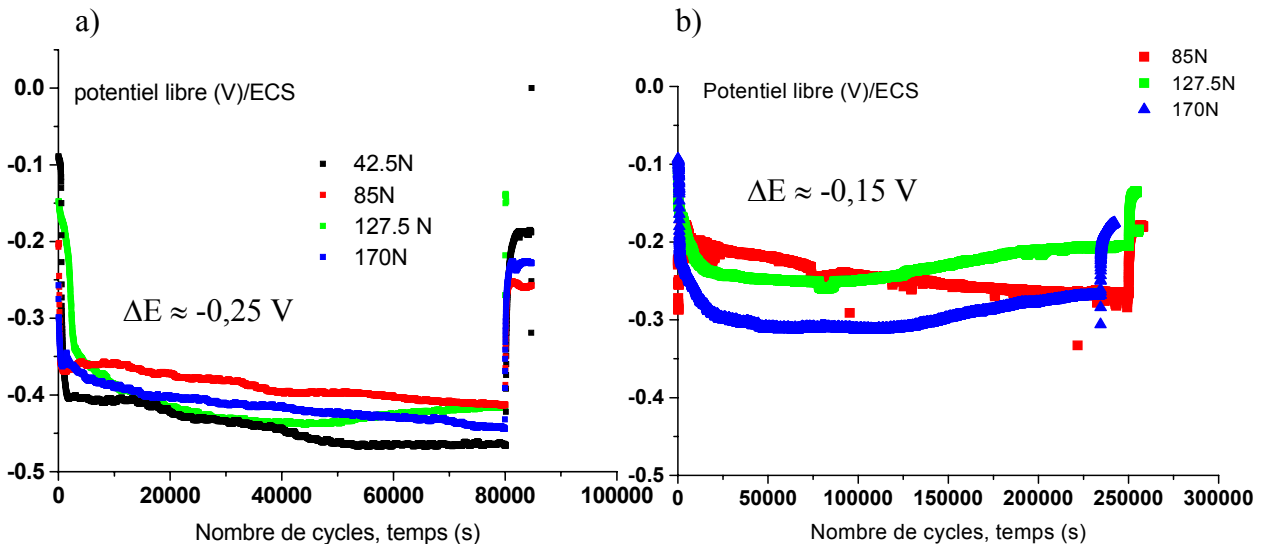 a)
potentiel libre (V)/ECS
0.0
-0.1
-0.2
-0.3
-0.4
-0.5
42.5N
85N
127.5 N
170N
ΔE ≈ -0,25 V
0 20000 40000 60000 80000 100000
Nombre de cycles, temps (s)
b)
85N
127.5N
170N
Potentiel libre (V)/ECS
0.0
-0.1
-0.2
-0.3
-0.4
-0.5
ΔE ≈ -0,15 V
0 50000 100000 150000 200000 250000 300000
Nombre de cycles, temps (s)